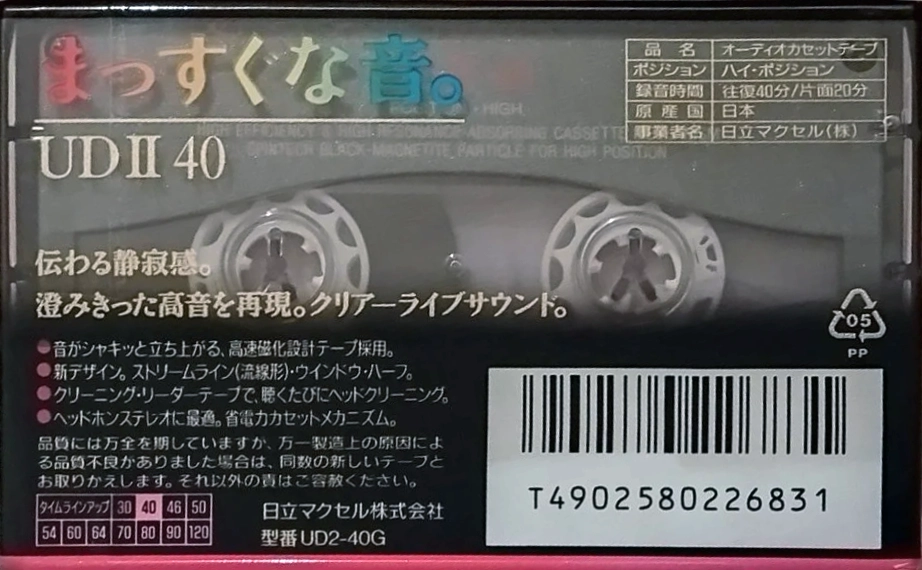 まっすぐな音。
UDⅡ 40
品名 オーディオカセットテープ
ポジション ハイ・ポジション
録音時間 往復40分/片面20分
原産国 日本
事業者名 日立マクセル(株)
HIGH EFFICIENCY & HIGH RESONANCE-ABSORBING CASSETTE
BLACK-MAGNETITE PARTICLE FOR HIGH POSITION
伝わる静寂感。
澄みきった高音を再現。クリアーライブサウンド。
●音がシャキッと立ち上がる、高速磁化設計テープ採用。
●新デザイン。ストリームライン(流線形)・ウインドウ・ハーフ。
●クリーニング・リーダーテープで、聴くたびにヘッドクリーニング。
●ヘッドホンステレオに最適。省電力カセットメカニズム。
品質には万全を期していますが、万一製造上の原因によ
る品質不良がありました場合は、同数の新しいテープと
お取りかえします。それ以外の責はご容赦ください。
タイムラインアップ 30 40 46 50
54 60 64 70 80 90 120
日立マクセル株式会社
型番UD2-40G
05
PP
T4902580226831